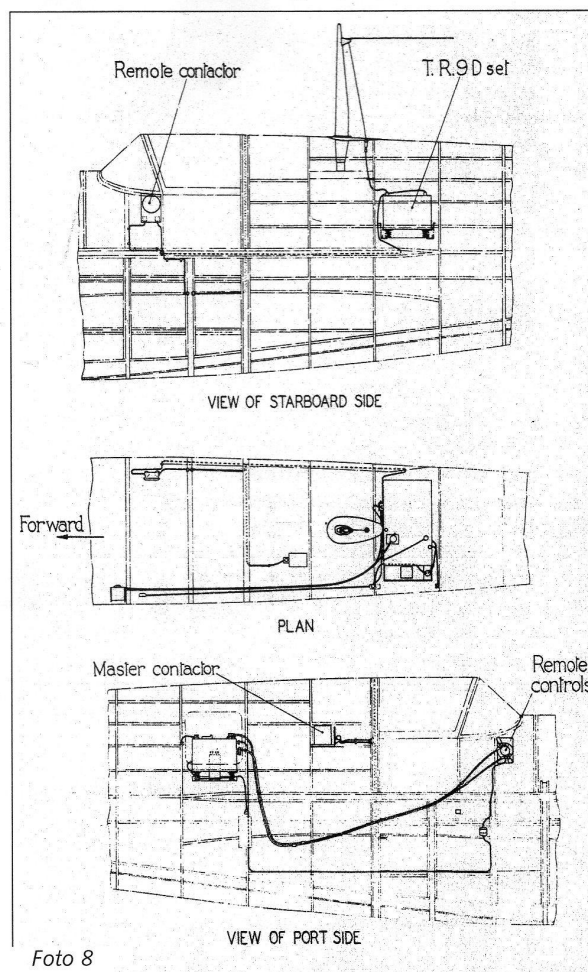 Remote contactor
T. R. 9 D set
VIEW OF STARBOARD SIDE
Forward
PLAN
Master contactor
Remote
controls
VIEW OF PORT SIDE
Foto 8